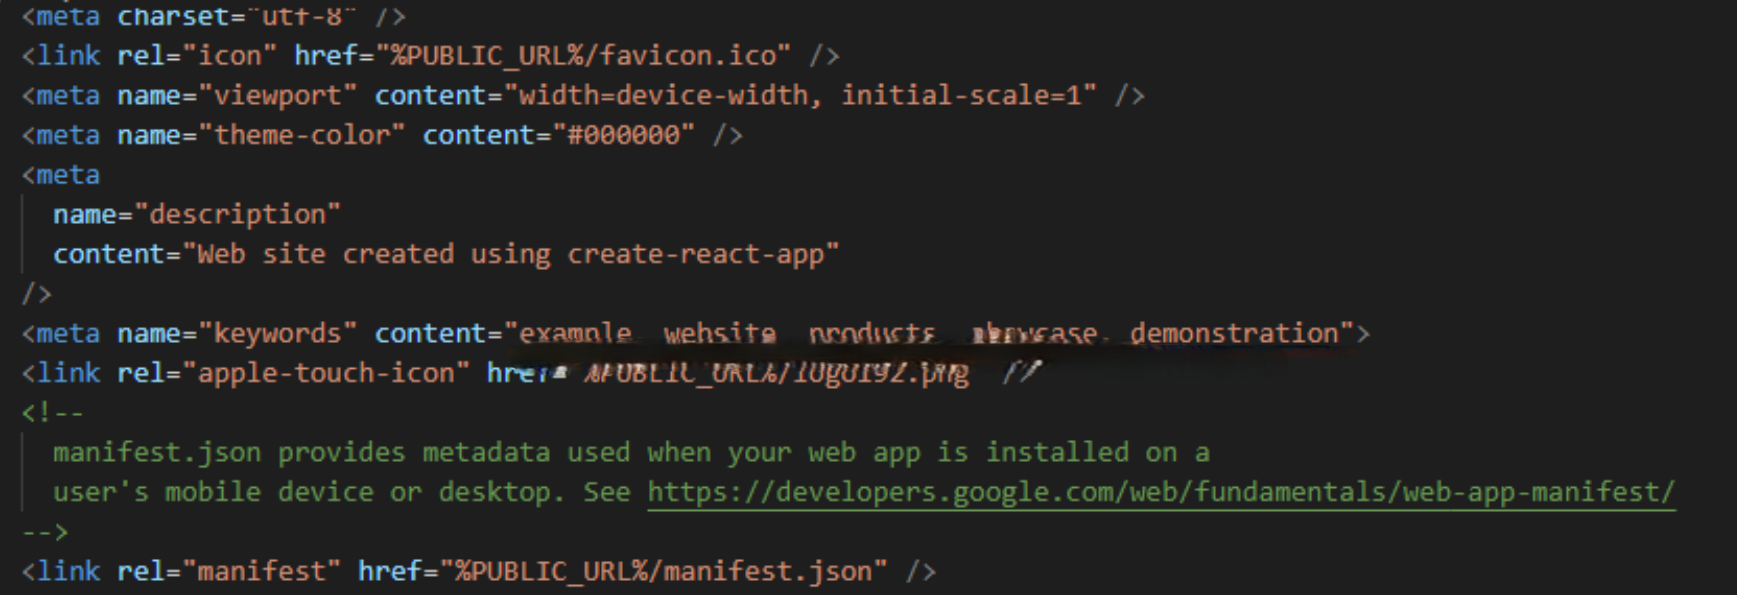 <meta charset="utf-8" />
<link rel="icon" href="%PUBLIC_URL%/favicon.ico" />
<meta name="viewport" content="width=device-width, initial-scale=1" />
<meta name="theme-color" content="#000000" />
<meta
name="description"
content="Web site created using create-react-app"
/>
<meta name="keywords" content="example, website, products, showcase, demonstration">
<link rel="apple-touch-icon" href="%PUBLIC_URL%/logo192.png" />
<!--
manifest.json provides metadata used when your web app is installed on a
user's mobile device or desktop. See https://developers.google.com/web/fundamentals/web-app-manifest/
-->
<link rel="manifest" href="%PUBLIC_URL%/manifest.json" />